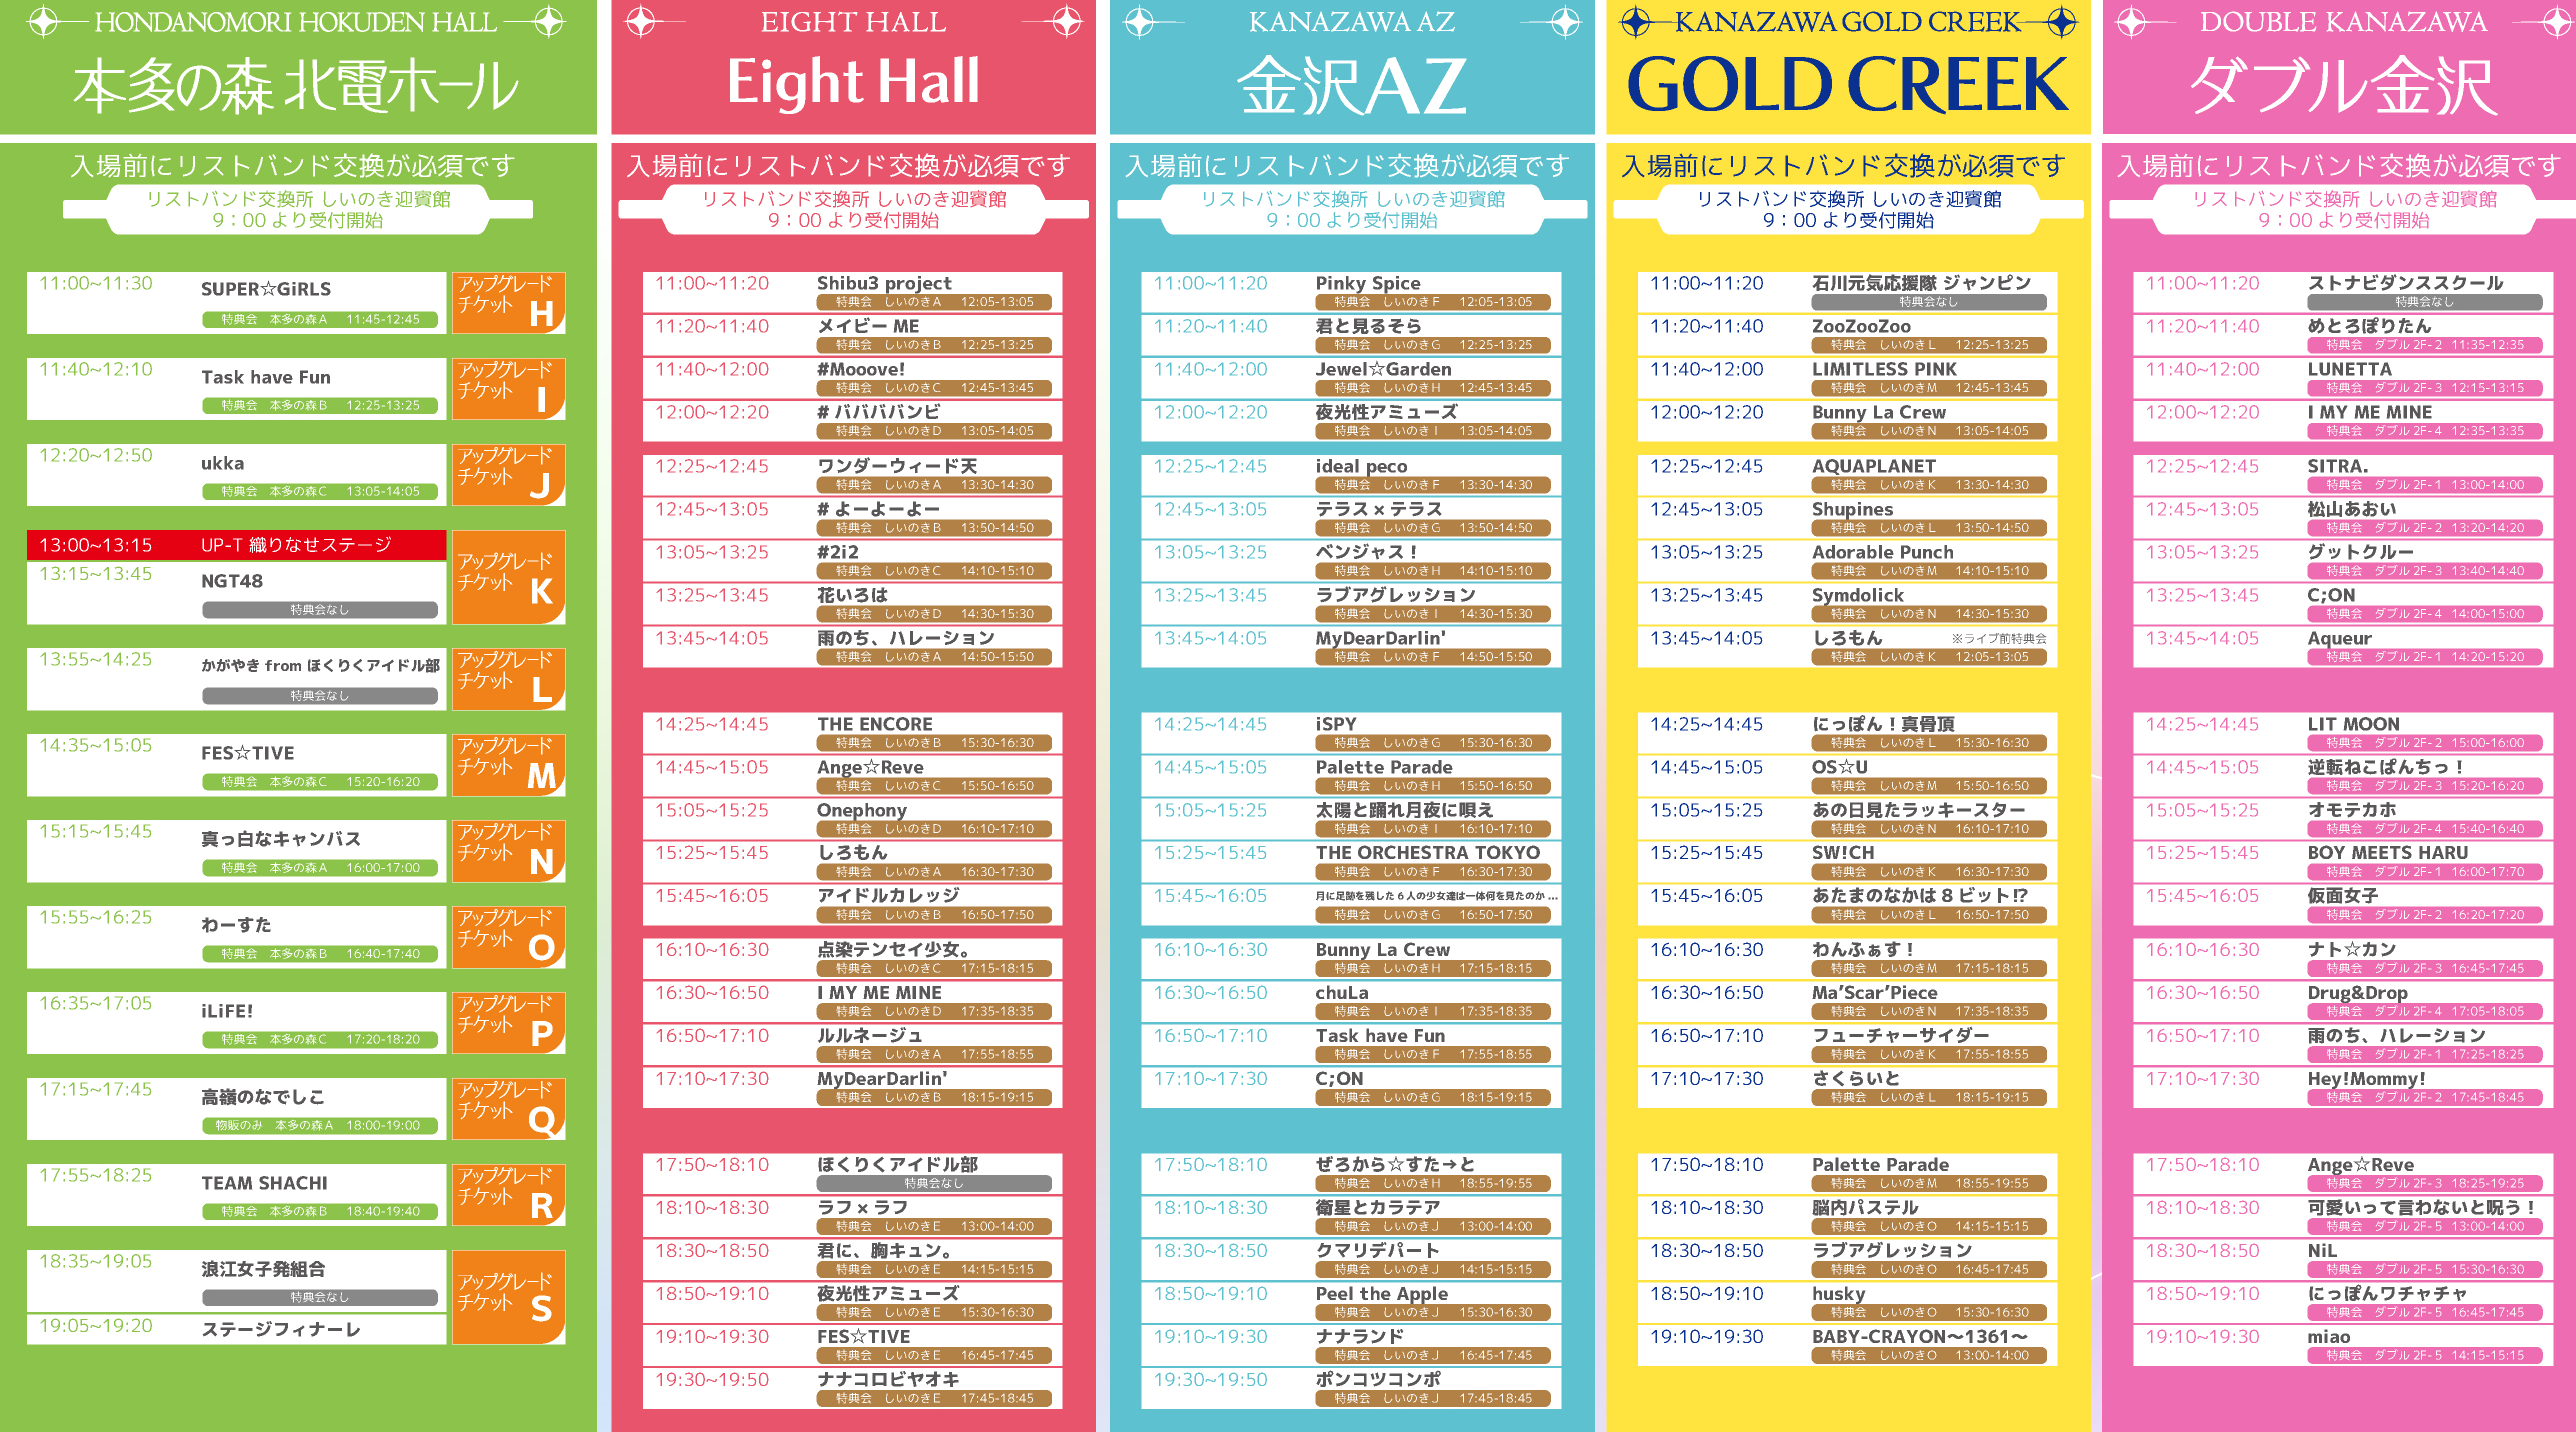 HONDANOMORI HOKUDEN HALL
本多の森 北電ホール
入場前にリストバンド交換が必須です
リストバンド交換所 しいのき迎賓館
9：00 より受付開始
11:00~11:30 SUPER☆GiRLS
特典会 本多の森A 11:45-12:45
アップグレード
チケット H
11:40~12:10 Task have Fun
特典会 本多の森B 12:25-13:25
アップグレード
チケット I
12:20~12:50 ukka
特典会 本多の森C 13:05-14:05
アップグレード
チケット J
13:00~13:15 UP-T 織りなせステージ
13:15~13:45 NGT48
特典会なし
アップグレード
チケット K
13:55~14:25 かがやき from ほくりくアイドル部
特典会なし
アップグレード
チケット L
14:35~15:05 FES☆TIVE
特典会 本多の森C 15:20-16:20
アップグレード
チケット M
15:15~15:45 真っ白なキャンバス
特典会 本多の森A 16:00-17:00
アップグレード
チケット N
15:55~16:25 わーすた
特典会 本多の森B 16:40-17:40
アップグレード
チケット O
16:35~17:05 iLiFE!
特典会 本多の森C 17:20-18:20
アップグレード
チケット P
17:15~17:45 高嶺のなでしこ
物販のみ 本多の森A 18:00-19:00
アップグレード
チケット Q
17:55~18:25 TEAM SHACHI
特典会 本多の森B 18:40-19:40
アップグレード
チケット R
18:35~19:05 浪江女子発組合
特典会なし
19:05~19:20 ステージフィナーレ
アップグレード
チケット S
EIGHT HALL
Eight Hall
入場前にリストバンド交換が必須です
リストバンド交換所 しいのき迎賓館
9：00 より受付開始
11:00~11:20 Shibu3 project
特典会 しいのきA 12:05-13:05
11:20~11:40 メイビー ME
特典会 しいのきB 12:25-13:25
11:40~12:00 #Mooove!
特典会 しいのきC 12:45-13:45
12:00~12:20 # ババババンビ
特典会 しいのきD 13:05-14:05
12:25~12:45 ワンダーウィード天
特典会 しいのきA 13:30-14:30
12:45~13:05 # よーよーよー
特典会 しいのきB 13:50-14:50
13:05~13:25 #2i2
特典会 しいのきC 14:10-15:10
13:25~13:45 花いろは
特典会 しいのきD 14:30-15:30
13:45~14:05 雨のち、ハレーション
特典会 しいのきA 14:50-15:50
14:25~14:45 THE ENCORE
特典会 しいのきB 15:30-16:30
14:45~15:05 Ange☆Reve
特典会 しいのきC 15:50-16:50
15:05~15:25 Onephony
特典会 しいのきD 16:10-17:10
15:25~15:45 しろもん
特典会 しいのきA 16:30-17:30
15:45~16:05 アイドルカレッジ
特典会 しいのきB 16:50-17:50
16:10~16:30 点染テンセイ少女。
特典会 しいのきC 17:15-18:15
16:30~16:50 I MY ME MINE
特典会 しいのきD 17:35-18:35
16:50~17:10 ルルネージュ
特典会 しいのきA 17:55-18:55
17:10~17:30 MyDearDarlin'
特典会 しいのきB 18:15-19:15
17:50~18:10 ほくりくアイドル部
特典会なし
18:10~18:30 ラフ × ラフ
特典会 しいのきE 13:00-14:00
18:30~18:50 君に、胸キュン。
特典会 しいのきE 14:15-15:15
18:50~19:10 夜光性アミューズ
特典会 しいのきE 15:30-16:30
19:10~19:30 FES☆TIVE
特典会 しいのきE 16:45-17:45
19:30~19:50 ナナコロビヤオキ
特典会 しいのきE 17:45-18:45
KANAZAWA AZ
金沢AZ
入場前にリストバンド交換が必須です
リストバンド交換所 しいのき迎賓館
9：00 より受付開始
11:00~11:20 Pinky Spice
特典会 しいのきF 12:05-13:05
11:20~11:40 君と見るそら
特典会 しいのきG 12:25-13:25
11:40~12:00 Jewel☆Garden
特典会 しいのきH 12:45-13:45
12:00~12:20 夜光性アミューズ
特典会 しいのきI 13:05-14:05
12:25~12:45 ideal peco
特典会 しいのきF 13:30-14:30
12:45~13:05 テラス × テラス
特典会 しいのきG 13:50-14:50
13:05~13:25 ベンジャス！
特典会 しいのきH 14:10-15:10
13:25~13:45 ラブアグレッション
特典会 しいのきI 14:30-15:30
13:45~14:05 MyDearDarlin'
特典会 しいのきF 14:50-15:50
14:25~14:45 iSPY
特典会 しいのきG 15:30-16:30
14:45~15:05 Palette Parade
特典会 しいのきH 15:50-16:50
15:05~15:25 太陽と踊れ月夜に唄え
特典会 しいのきI 16:10-17:10
15:25~15:45 THE ORCHESTRA TOKYO
特典会 しいのきF 16:30-17:30
15:45~16:05 月に足跡を残した 6 人の少女達は一体何を見たのか …
特典会 しいのきG 16:50-17:50
16:10~16:30 Bunny La Crew
特典会 しいのきH 17:15-18:15
16:30~16:50 chuLa
特典会 しいのきI 17:35-18:35
16:50~17:10 Task have Fun
特典会 しいのきF 17:55-18:55
17:10~17:30 C;ON
特典会 しいのきG 18:15-19:15
17:50~18:10 ぜろから☆すた→と
特典会 しいのきH 18:55-19:55
18:10~18:30 衛星とカラテア
特典会 しいのきJ 13:00-14:00
18:30~18:50 クマリデパート
特典会 しいのきJ 14:15-15:15
18:50~19:10 Peel the Apple
特典会 しいのきJ 15:30-16:30
19:10~19:30 ナナランド
特典会 しいのきJ 16:45-17:45
19:30~19:50 ポンコツコンポ
特典会 しいのきJ 17:45-18:45
KANAZAWA GOLD CREEK
GOLD CREEK
入場前にリストバンド交換が必須です
リストバンド交換所 しいのき迎賓館
9：00 より受付開始
11:00~11:20 石川元気応援隊 ジャンピン
特典会なし
11:20~11:40 ZooZooZoo
特典会 しいのきL 12:25-13:25
11:40~12:00 LIMITLESS PINK
特典会 しいのきM 12:45-13:45
12:00~12:20 Bunny La Crew
特典会 しいのきN 13:05-14:05
12:25~12:45 AQUAPLANET
特典会 しいのきK 13:30-14:30
12:45~13:05 Shupines
特典会 しいのきL 13:50-14:50
13:05~13:25 Adorable Punch
特典会 しいのきM 14:10-15:10
13:25~13:45 Symdolick
特典会 しいのきN 14:30-15:30
13:45~14:05 しろもん ※ライブ前特典会
特典会 しいのきK 12:05-13:05
14:25~14:45 にっぽん！真骨頂
特典会 しいのきL 15:30-16:30
14:45~15:05 OS☆U
特典会 しいのきM 15:50-16:50
15:05~15:25 あの日見たラッキースター
特典会 しいのきN 16:10-17:10
15:25~15:45 SW!CH
特典会 しいのきK 16:30-17:30
15:45~16:05 あたまのなかは 8 ビット⁉
特典会 しいのきL 16:50-17:50
16:10~16:30 わんふぁす！
特典会 しいのきM 17:15-18:15
16:30~16:50 Ma’Scar’Piece
特典会 しいのきN 17:35-18:35
16:50~17:10 フューチャーサイダー
特典会 しいのきK 17:55-18:55
17:10~17:30 さくらいと
特典会 しいのきL 18:15-19:15
17:50~18:10 Palette Parade
特典会 しいのきM 18:55-19:55
18:10~18:30 脳内パステル
特典会 しいのきO 14:15-15:15
18:30~18:50 ラブアグレッション
特典会 しいのきO 16:45-17:45
18:50~19:10 husky
特典会 しいのきO 15:30-16:30
19:10~19:30 BABY-CRAYON〜1361〜
特典会 しいのきO 13:00-14:00
DOUBLE KANAZAWA
ダブル金沢
入場前にリストバンド交換が必須です
リストバンド交換所 しいのき迎賓館
9：00 より受付開始
11:00~11:20 ストナビダンススクール
特典会なし
11:20~11:40 めとろぽりたん
特典会 ダブル2F-2 11:35-12:35
11:40~12:00 LUNETTA
特典会 ダブル2F-3 12:15-13:15
12:00~12:20 I MY ME MINE
特典会 ダブル2F-4 12:35-13:35
12:25~12:45 SITRA.
特典会 ダブル2F-1 13:00-14:00
12:45~13:05 松山あおい
特典会 ダブル2F-2 13:20-14:20
13:05~13:25 グットクルー
特典会 ダブル2F-3 13:40-14:40
13:25~13:45 C;ON
特典会 ダブル2F-4 14:00-15:00
13:45~14:05 Aqueur
特典会 ダブル2F-1 14:20-15:20
14:25~14:45 LIT MOON
特典会 ダブル2F-2 15:00-16:00
14:45~15:05 逆転ねこぱんちっ！
特典会 ダブル2F-3 15:20-16:20
15:05~15:25 オモテカホ
特典会 ダブル2F-4 15:40-16:40
15:25~15:45 BOY MEETS HARU
特典会 ダブル2F-1 16:00-17:70
15:45~16:05 仮面女子
特典会 ダブル2F-2 16:20-17:20
16:10~16:30 ナト☆カン
特典会 ダブル2F-3 16:45-17:45
16:30~16:50 Drug&Drop
特典会 ダブル2F-4 17:05-18:05
16:50~17:10 雨のち、ハレーション
特典会 ダブル2F-1 17:25-18:25
17:10~17:30 Hey!Mommy!
特典会 ダブル2F-2 17:45-18:45
17:50~18:10 Ange☆Reve
特典会 ダブル2F-3 18:25-19:25
18:10~18:30 可愛いって言わないと呪う！
特典会 ダブル2F-5 13:00-14:00
18:30~18:50 NiL
特典会 ダブル2F-5 15:30-16:30
18:50~19:10 にっぽんワチャチャ
特典会 ダブル2F-5 16:45-17:45
19:10~19:30 miao
特典会 ダブル2F-5 14:15-15:15